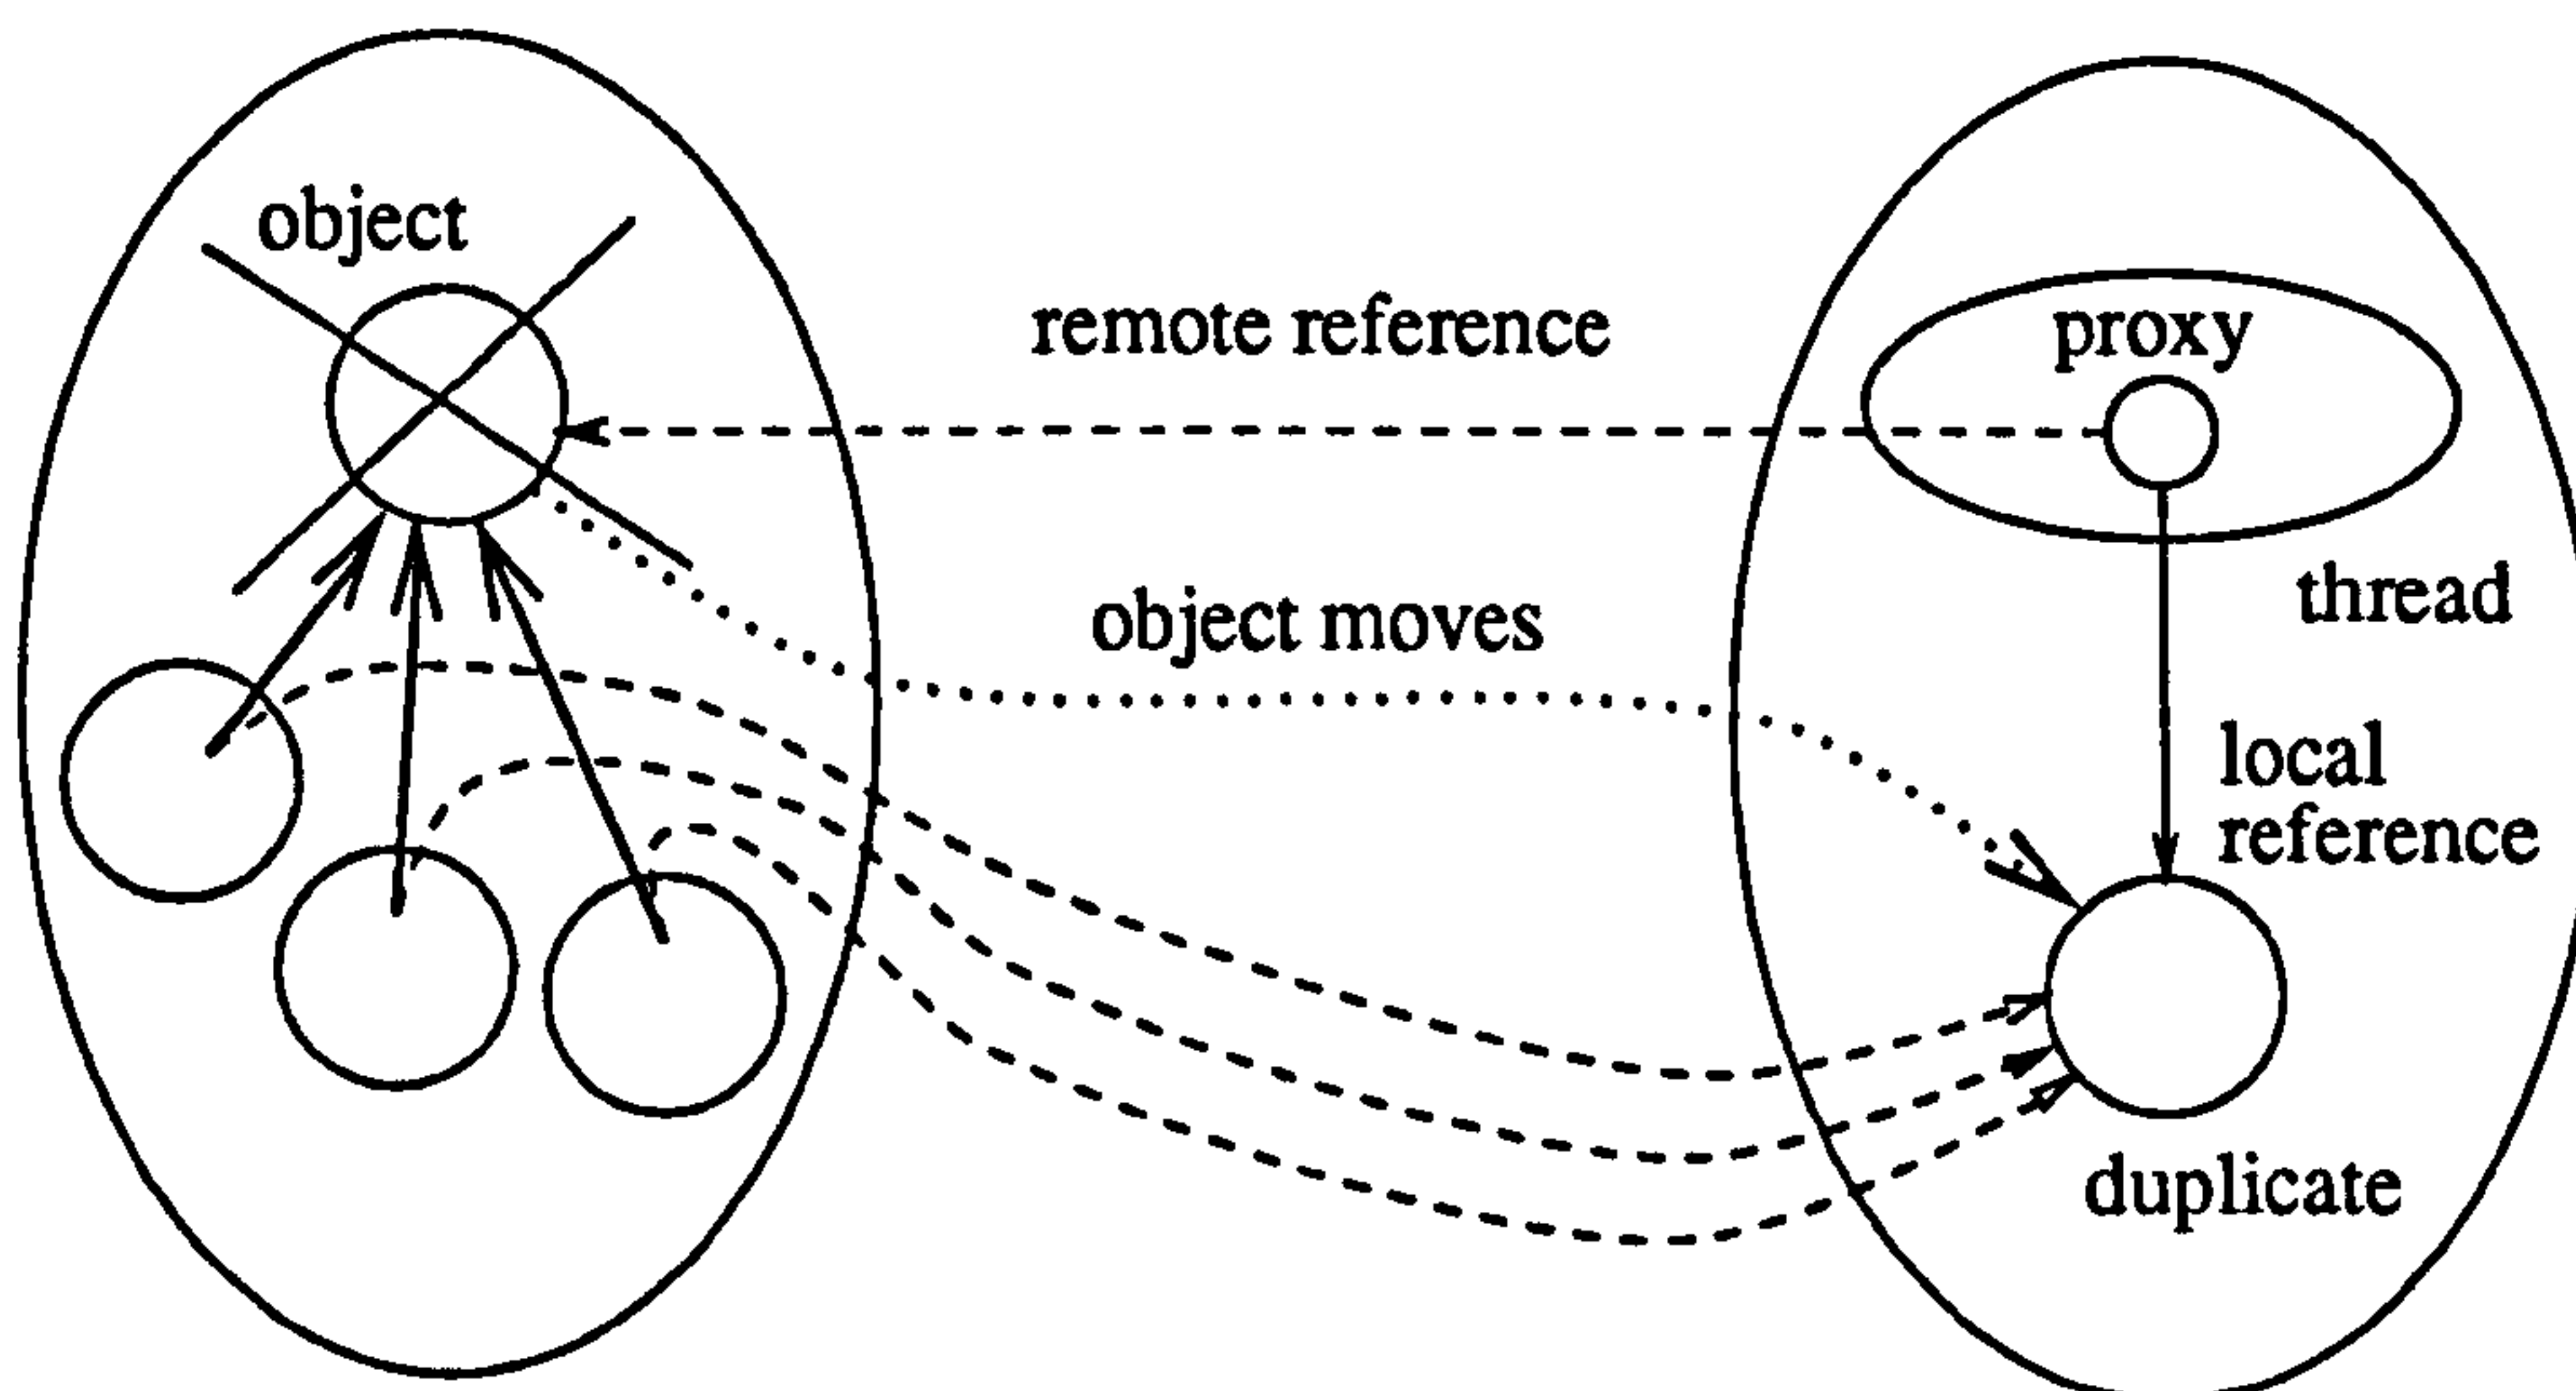 object
remote reference
proxy
thread
object moves
local
reference
duplicate